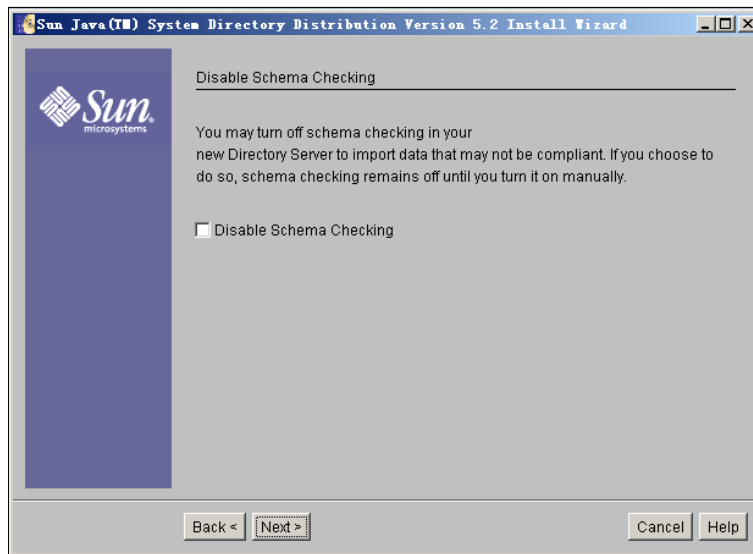 Sun Java(TM) System Directory Distribution Version 5.2 Install Wizard
Sun
microsystems
Disable Schema Checking
You may turn off schema checking in your
new Directory Server to import data that may not be compliant. If you choose to
do so, schema checking remains off until you turn it on manually.
Disable Schema Checking
Back < Next > Cancel Help